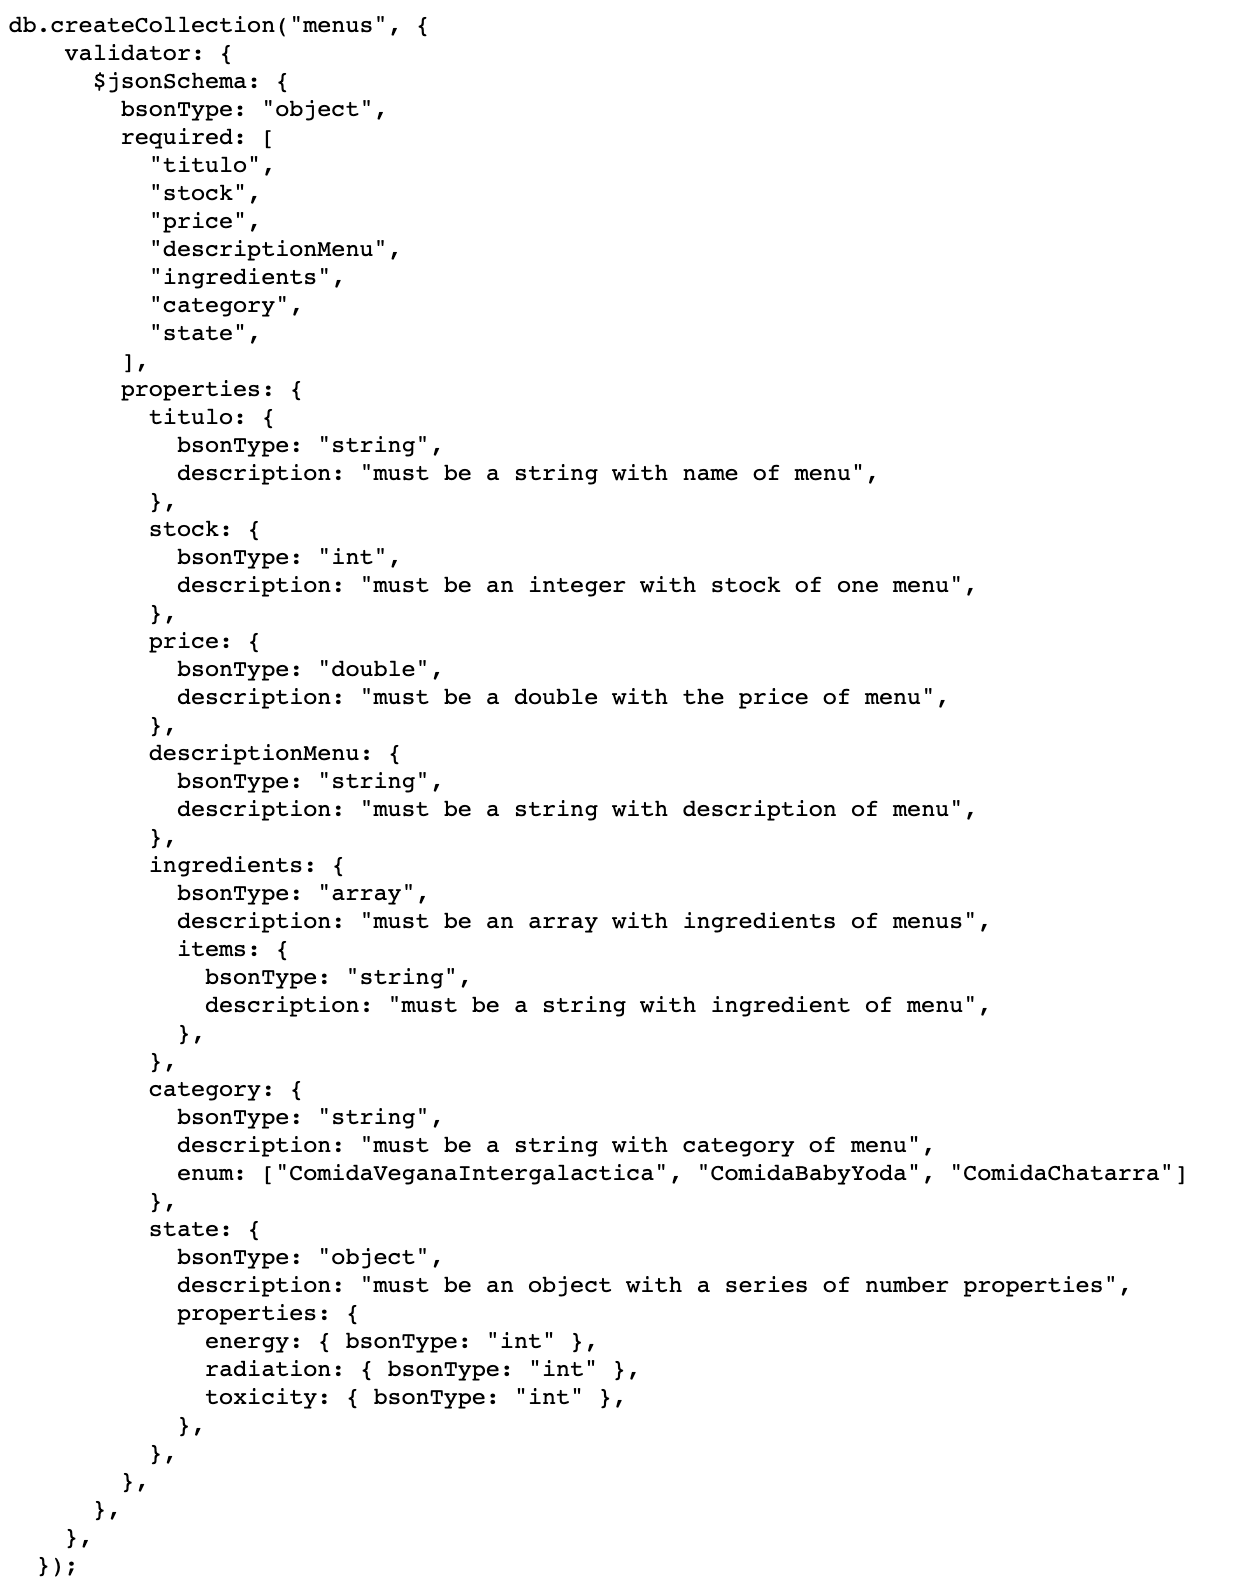 db.createCollection("menus", {
    validator: {
      $jsonSchema: {
        bsonType: "object",
        required: [
          "titulo",
          "stock",
          "price",
          "descriptionMenu",
          "ingredients",
          "category",
          "state",
        ],
        properties: {
          titulo: {
            bsonType: "string",
            description: "must be a string with name of menu",
          },
          stock: {
            bsonType: "int",
            description: "must be an integer with stock of one menu",
          },
          price: {
            bsonType: "double",
            description: "must be a double with the price of menu",
          },
          descriptionMenu: {
            bsonType: "string",
            description: "must be a string with description of menu",
          },
          ingredients: {
            bsonType: "array",
            description: "must be an array with ingredients of menus",
            items: {
              bsonType: "string",
              description: "must be a string with ingredient of menu",
            },
          },
          category: {
            bsonType: "string",
            description: "must be a string with category of menu",
            enum: ["ComidaVeganaIntergalactica", "ComidaBabyYoda", "ComidaChatarra"]
          },
          state: {
            bsonType: "object",
            description: "must be an object with a series of number properties",
            properties: {
              energy: { bsonType: "int" },
              radiation: { bsonType: "int" },
              toxicity: { bsonType: "int" },
            },
          },
        },
      },
    },
  });